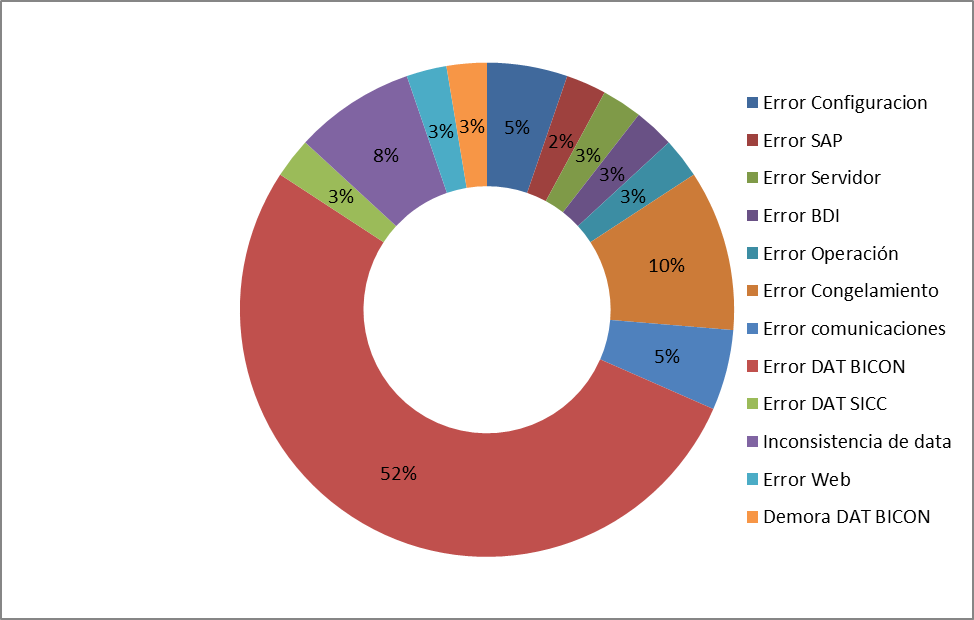 5%
2%
3%
3%
3%
10%
5%
52%
3%
8%
3%
3%
Error Configuracion
Error SAP
Error Servidor
Error BDI
Error Operación
Error Congelamiento
Error comunicaciones
Error DAT BICON
Error DAT SICC
Inconsistencia de data
Error Web
Demora DAT BICON